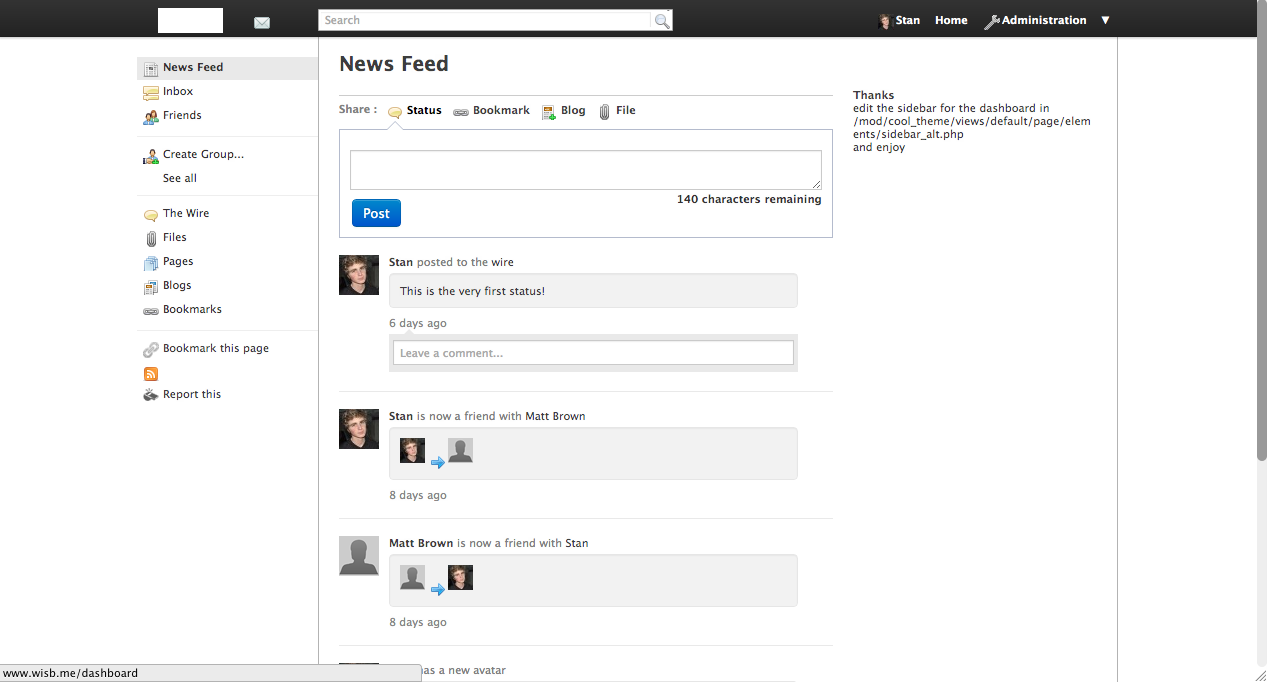 Search
Stan Home Administration ▼
News Feed
Inbox
Friends
Create Group...
See all
The Wire
Files
Pages
Blogs
Bookmarks
Bookmark this page
Report this
News Feed
Share : Status Bookmark Blog File
140 characters remaining
Post
Stan posted to the wire
This is the very first status!
6 days ago
Leave a comment...
Stan is now a friend with Matt Brown
8 days ago
Matt Brown is now a friend with Stan
8 days ago
has a new avatar
Thanks
edit the sidebar for the dashboard in
/mod/cool_theme/views/default/page/elem
ents/sidebar_alt.php
and enjoy
www.wisb.me/dashboard